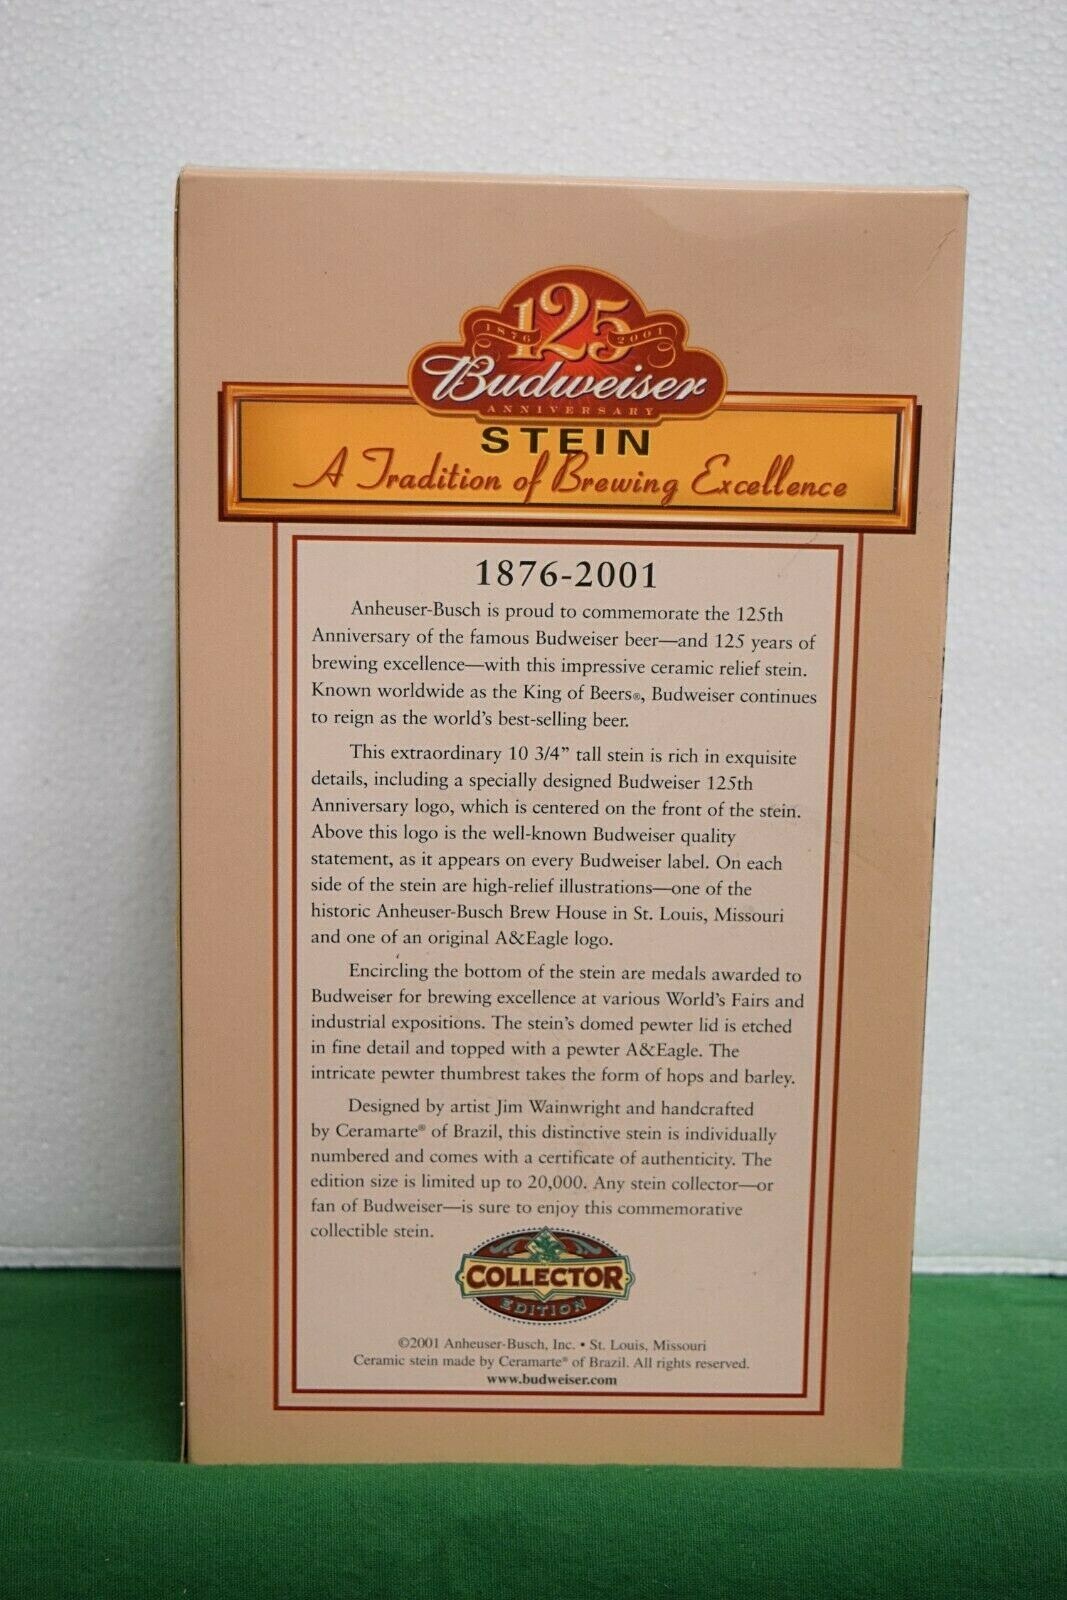 125
1876 2001
Budweiser
ANNIVERSARY
STEIN
A Tradition of Brewing Excellence
1876-2001
Anheuser-Busch is proud to commemorate the 125th
Anniversary of the famous Budweiser beer—and 125 years of
brewing excellence—with this impressive ceramic relief stein.
Known worldwide as the King of Beers®, Budweiser continues
to reign as the world's best-selling beer.
This extraordinary 10 3/4" tall stein is rich in exquisite
details, including a specially designed Budweiser 125th
Anniversary logo, which is centered on the front of the stein.
Above this logo is the well-known Budweiser quality
statement, as it appears on every Budweiser label. On each
side of the stein are high-relief illustrations—one of the
historic Anheuser-Busch Brew House in St. Louis, Missouri
and one of an original A&Eagle logo.
Encircling the bottom of the stein are medals awarded to
Budweiser for brewing excellence at various World's Fairs and
industrial expositions. The stein's domed pewter lid is etched
in fine detail and topped with a pewter A&Eagle. The
intricate pewter thumbrest takes the form of hops and barley.
Designed by artist Jim Wainwright and handcrafted
by Ceramarte® of Brazil, this distinctive stein is individually
numbered and comes with a certificate of authenticity. The
edition size is limited up to 20,000. Any stein collector—or
fan of Budweiser—is sure to enjoy this commemorative
collectible stein.
COLLECTOR
EDITION
©2001 Anheuser-Busch, Inc. • St. Louis, Missouri
Ceramic stein made by Ceramarte® of Brazil. All rights reserved.
www.budweiser.com